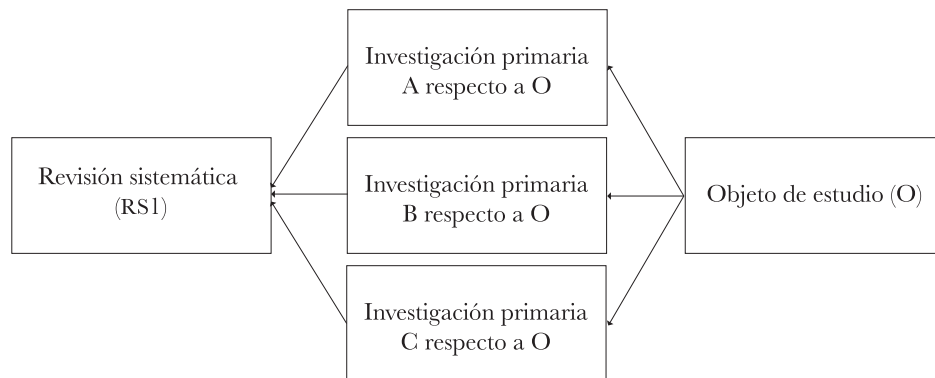 Investigación primaria
A respecto a O
Revisión sistemática
(RS1)
Investigación primaria
B respecto a O
Objeto de estudio (O)
Investigación primaria
C respecto a O